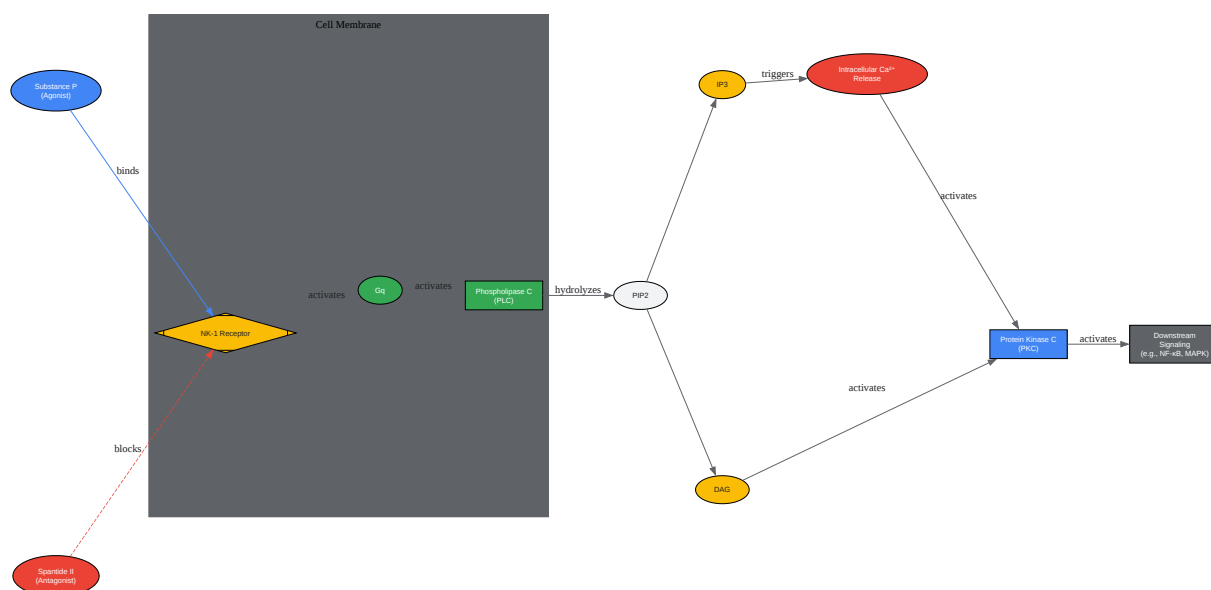 Cell Membrane
Substance P
(Agonist)
binds
NK-1 Receptor
blocks
Spantide II
(Antagonist)
activates
Gq
activates
Phospholipase C
(PLC)
hydrolyzes
PIP2
IP3
triggers
Intracellular Ca²⁺
Release
activates
DAG
activates
Protein Kinase C
(PKC)
activates
Downstream
Signaling
(e.g., NF-κB, MAPK)